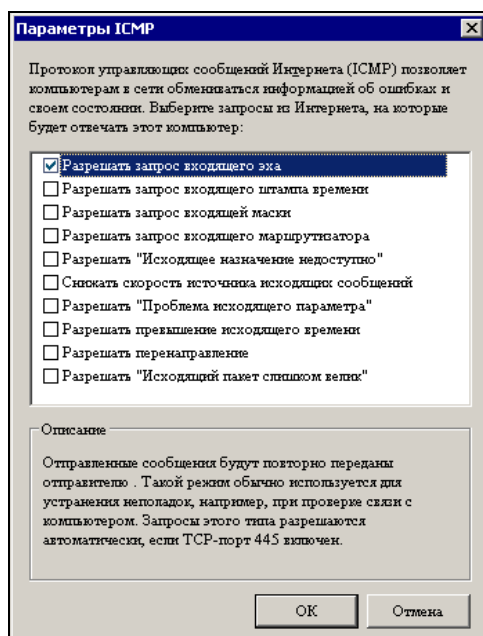 Параметры ICMP
Протокол управляющих сообщений Интернета (ICMP) позволяет
компьютерам в сети обмениваться информацией об ошибках и
своем состоянии. Выберите запросы из Интернета, на которые
будет отвечать этот компьютер:
Разрешать запрос входящего эха
Разрешать запрос входящего штампа времени
Разрешать запрос входящей маски
Разрешать запрос входящего маршрутизатора
Разрешать "Исходящее назначение недоступно"
Снижать скорость источника исходящих сообщений
Разрешать "Проблема исходящего параметра"
Разрешать превышение исходящего времени
Разрешать перенаправление
Разрешать "Исходящий пакет слишком велик"
Описание
Отправленные сообщения будут повторно переданы
отправителю . Такой режим обычно используется для
устранения неполадок, например, при проверке связи с
компьютером. Запросы этого типа разрешаются
автоматически, если TCP-порт 445 включен.
OK
Отмена